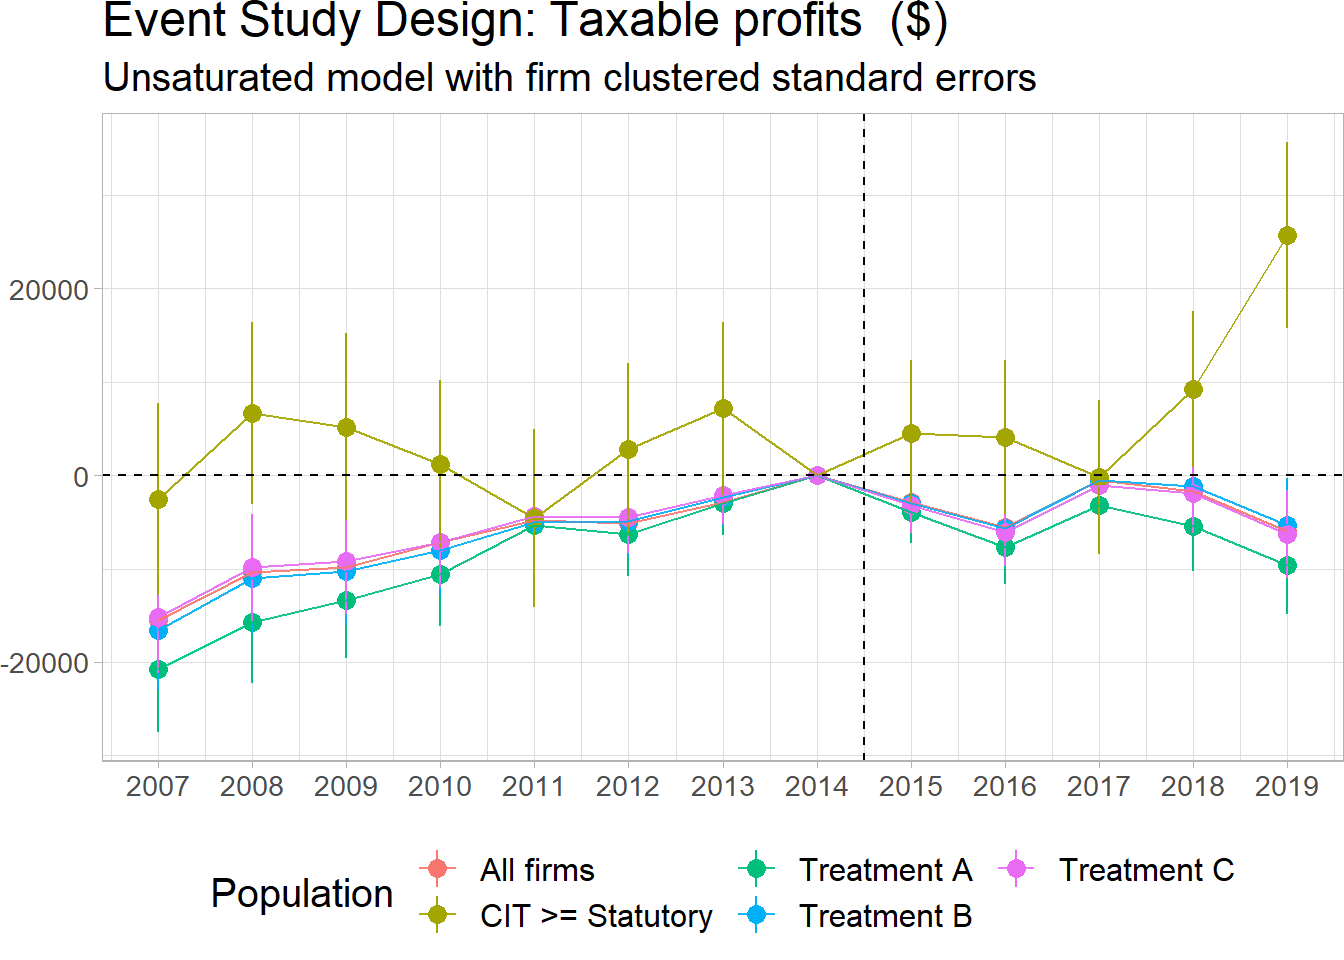 Event Study Design: Taxable profits  ($)
Unsaturated model with firm clustered standard errors
20000
0
-20000
2007 2008 2009 2010 2011 2012 2013 2014 2015 2016 2017 2018 2019
Population
All firms
Treatment A
Treatment C
CIT >= Statutory
Treatment B